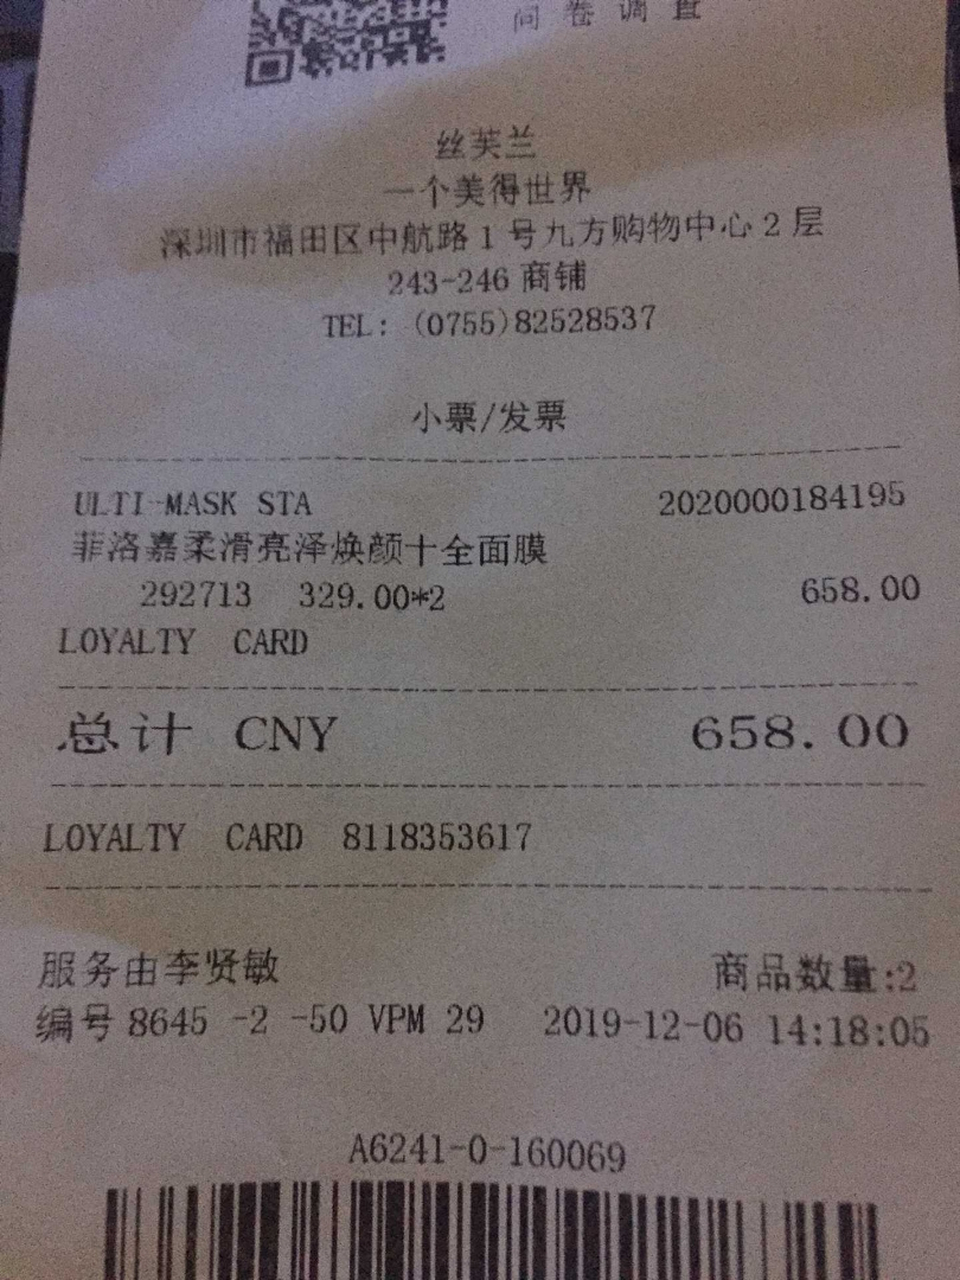 问卷调查
丝芙兰
一个美得世界
深圳市福田区中航路1号九方购物中心2层
243-246 商铺
TEL: (0755)82528537
小票/发票
ULTI-MASK STA 2020000184195
菲洛嘉柔滑亮泽焕颜十全面膜
292713 329.00*2 658.00
LOYALTY CARD
总计 CNY 658.00
LOYALTY CARD 8118353617
服务由李贤敏 商品数量:2
编号 8645 -2 -50 VPM 29 2019-12-06 14:18:05
A6241-0-160069